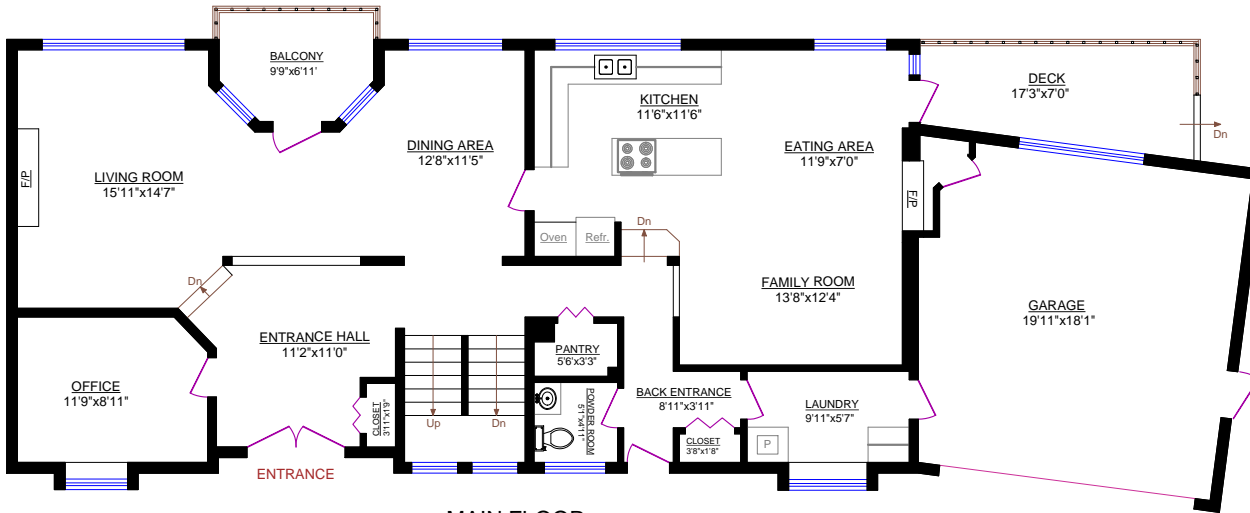 BALCONY
9'9"x6'11'
DECK
17'3"x7'0"
Dn
KITCHEN
11'6"x11'6"
DINING AREA
12'8"x11'5"
EATING AREA
11'9"x7'0"
F/P
LIVING ROOM
15'11"x14'7"
F/P
Oven
Refr.
Dn
Dn
FAMILY ROOM
13'8"x12'4"
GARAGE
19'11"x18'1"
ENTRANCE HALL
11'2"x11'0"
PANTRY
5'6"x3'3"
OFFICE
11'9"x8'11"
CLOSET
3'11"x1'9"
Up
Dn
POWDER ROOM
5'1"x4'11"
BACK ENTRANCE
8'11"x3'11"
LAUNDRY
9'11"x5'7"
CLOSET
3'8"x1'8"
P
ENTRANCE
MAIN FLOOR